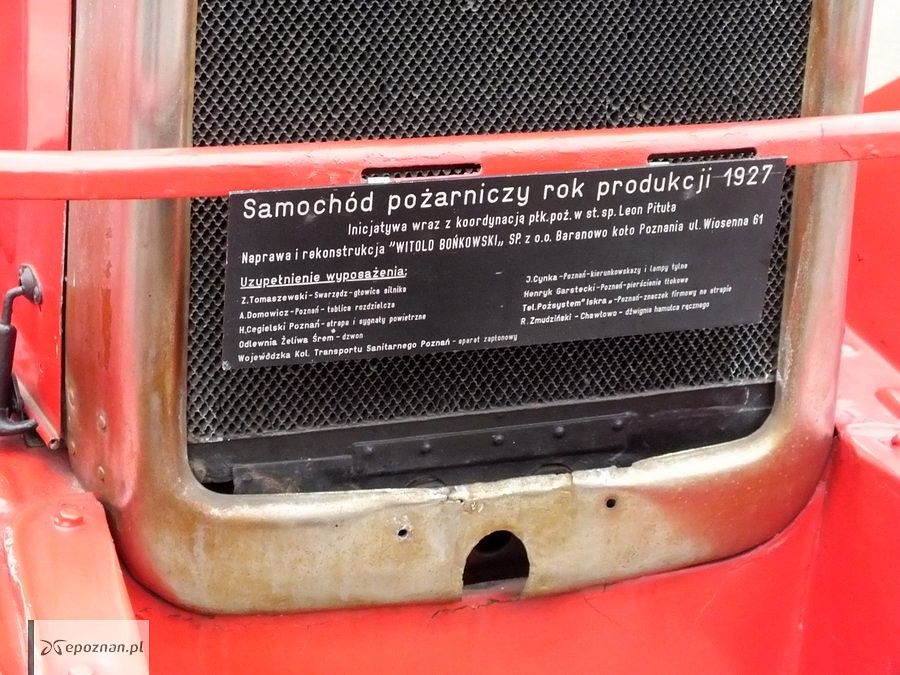 Samochód pożarniczy rok produkcji 1927
Inicjatywa wraz z koordynacją płk.poż.w st.sp.Leon Pituła
Naprawa i rekonstrukcja "WITOLD BOŃKOWSKI„ SP. z o.o. Baranowo koło Poznania ul.Wiosenna 61
Uzupełnienie wyposażenia:
Z.Tomaszewski-Swarzędz-głowica silnika
A.Domowicz-Poznań-tablica rozdzielcza
H.Cegielski Poznań-atrapa i sygnały powietrzne
Odlewnia Żeliwa Śrem-dzwon
Wojewódzka Kol. Transportu Sanitarnego Poznań-aparat zapłonowy
J.Cynka-Poznań-kierunkowskazy i lampy tylne
Henryk Garstecki-Poznań-pierścienie tłokowe
Tel.Pożsystem"Iskra„-Poznań-znaczek firmowy na atrapie
R.Zmudziński-Chawłowo-dźwignia hamulca ręcznego
epoznan.pl